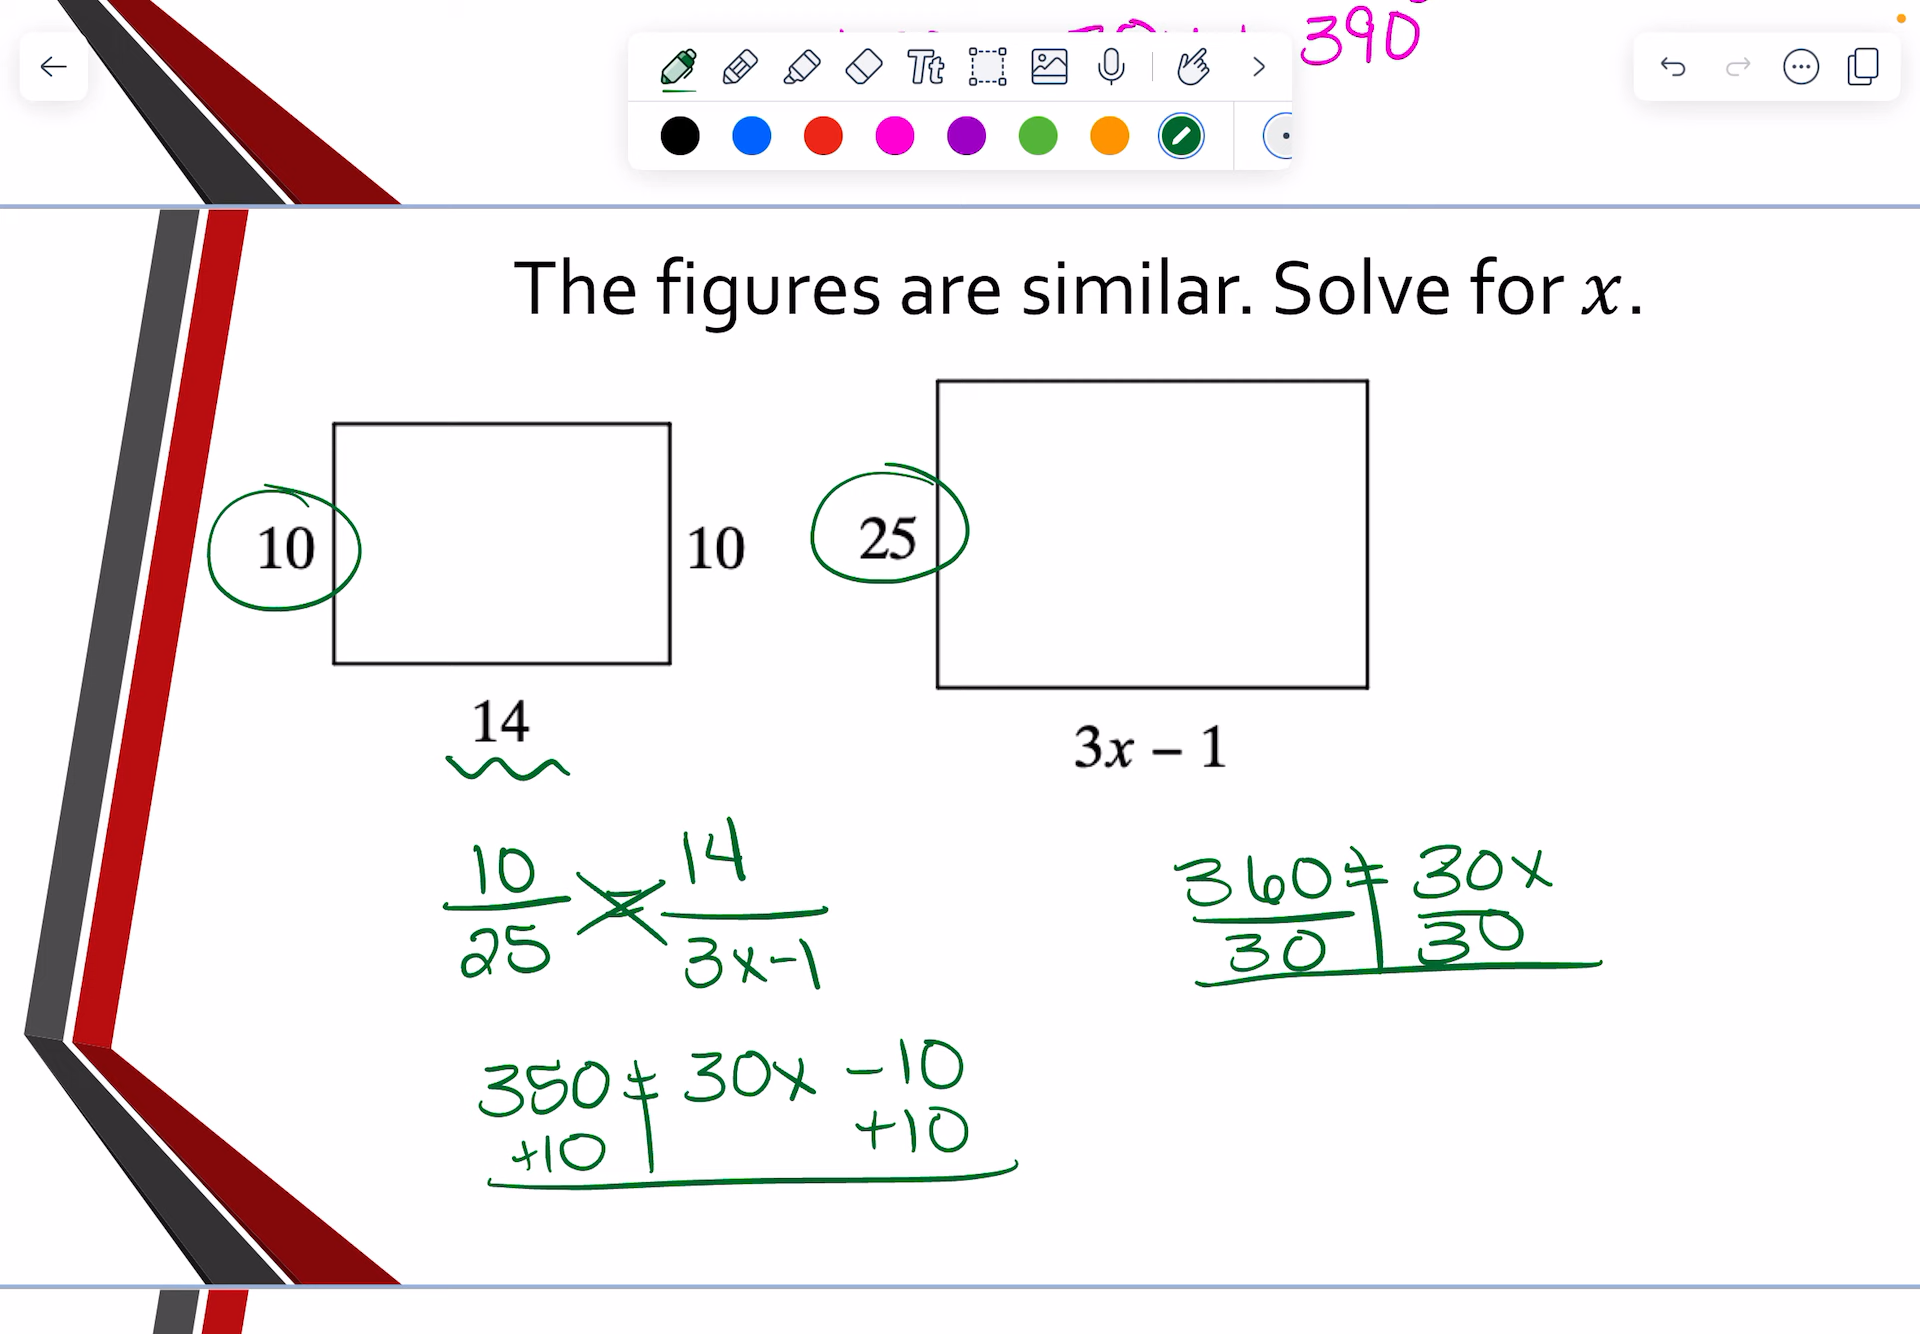 390°
Tt
The figures are similar. Solve for x.
10
10
25
14
3x – 1
10/25 = 14/3x-1
350 = 30x -10
+10 +10
360 = 30x
30 30